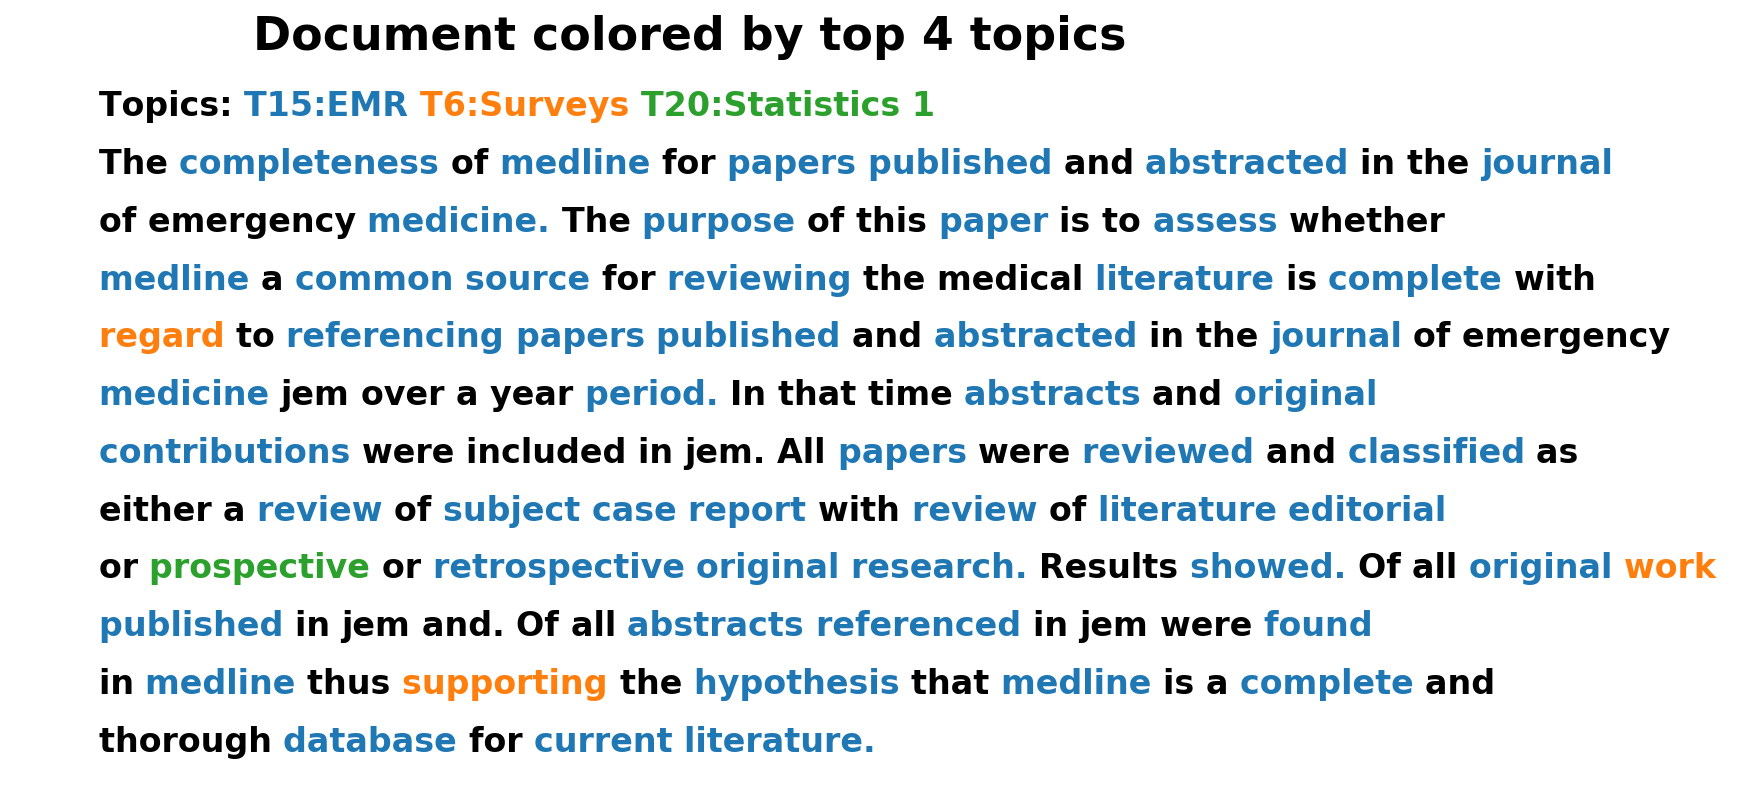 Document colored by top 4 topics
Topics: T15:EMR T6:Surveys T20:Statistics 1
The completeness of medline for papers published and abstracted in the journal
of emergency medicine. The purpose of this paper is to assess whether
medline a common source for reviewing the medical literature is complete with
regard to referencing papers published and abstracted in the journal of emergency
medicine jem over a year period. In that time abstracts and original
contributions were included in jem. All papers were reviewed and classified as
either a review of subject case report with review of literature editorial
or prospective or retrospective original research. Results showed. Of all original work
published in jem and. Of all abstracts referenced in jem were found
in medline thus supporting the hypothesis that medline is a complete and
thorough database for current literature.